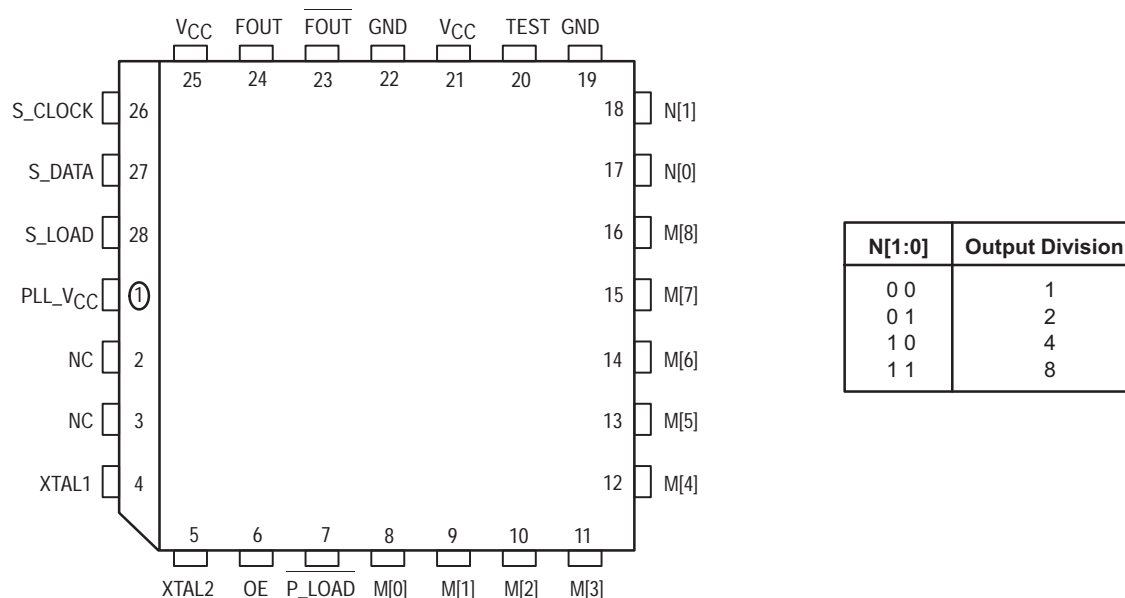 VCC FOUT FOUT GND VCC TEST GND
25 24 23 22 21 20 19
S_CLOCK 26 18 N[1]
S_DATA 27 17 N[0]
S_LOAD 28 16 M[8]
PLL_VCC 1 15 M[7]
NC 2 14 M[6]
NC 3 13 M[5]
XTAL1 4 12 M[4]
5 6 7 8 9 10 11
XTAL2 OE P_LOAD M[0] M[1] M[2] M[3]
N[1:0] Output Division
0 0 1
0 1 2
1 0 4
1 1 8